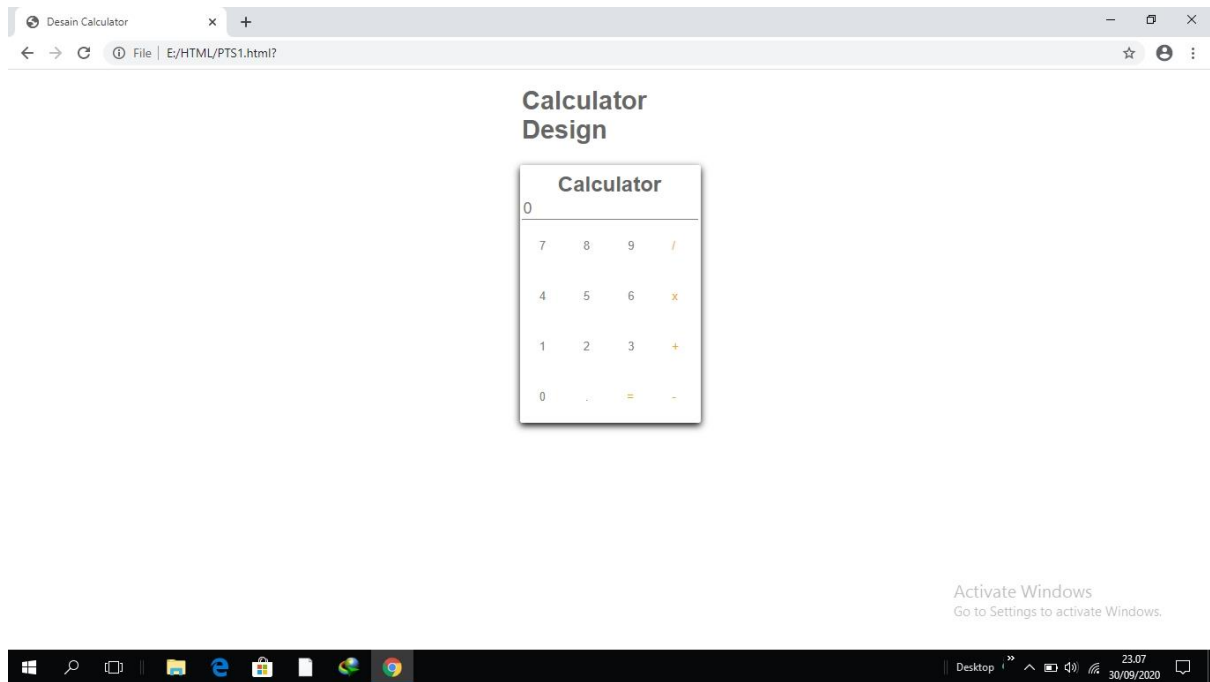 Desain Calculator
File | E:/HTML/PTS1.html?
Calculator
Design
Calculator
0
7 8 9 /
4 5 6 x
1 2 3 +
0 . = -
Activate Windows
Go to Settings to activate Windows.
Desktop
23.07
30/09/2020